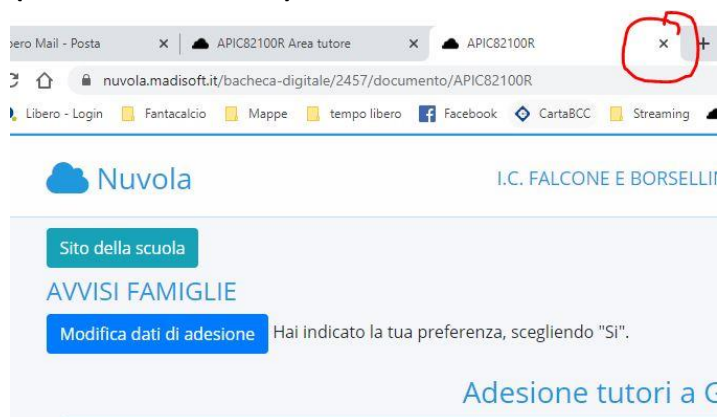 pero Mail - Posta APIC82100R Area tutore APIC82100R
nuvola.madisoft.it/bacheca-digitale/2457/documento/APIC82100R
Libero - Login Fantacalcio Mappe tempo libero Facebook CartaBCC Streaming
Nuvola I.C. FALCONE E BORSELLIN
Sito della scuola
AVVISI FAMIGLIE
Modifica dati di adesione Hai indicato la tua preferenza, scegliendo "Si".
Adesione tutori a G